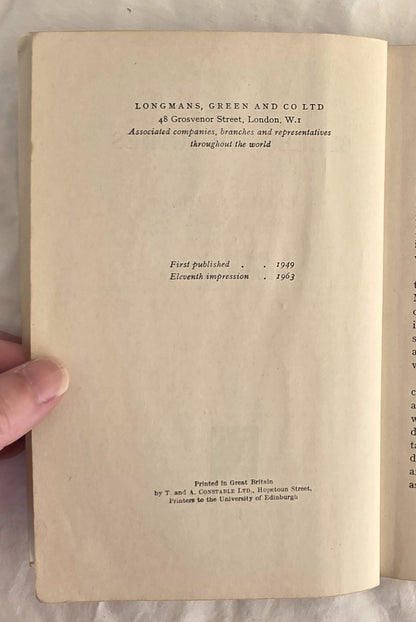 LONGMANS, GREEN AND CO LTD
48 Grosvenor Street, London, W.1
Associated companies, branches and representatives
throughout the world
First published . . 1949
Eleventh impression . 1963
Printed in Great Britain
by T. and A. CONSTABLE LTD., Hopetoun Street,
Printers to the University of Edinburgh